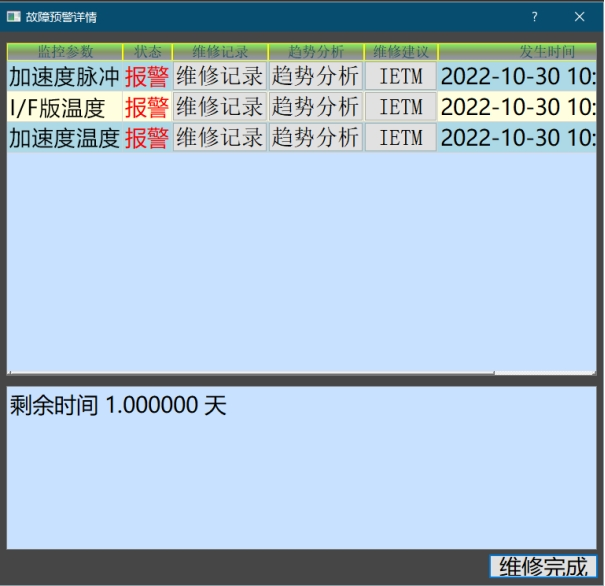 故障预警详情 ?
监控参数 状态 维修记录 趋势分析 维修建议 发生时间
加速度脉冲 报警 维修记录 趋势分析 IETM 2022-10-30 10:
I/F版温度 报警 维修记录 趋势分析 IETM 2022-10-30 10:
加速度温度 报警 维修记录 趋势分析 IETM 2022-10-30 10:
剩余时间 1.000000 天
维修完成